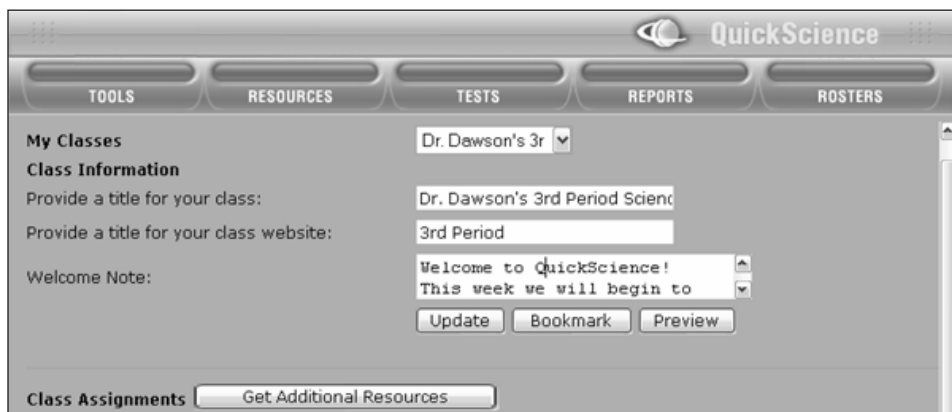 QuickScience
TOOLS RESOURCES TESTS REPORTS ROSTERS
My Classes Dr. Dawson's 3r
Class Information
Provide a title for your class: Dr. Dawson's 3rd Period Scienc
Provide a title for your class website: 3rd Period
Welcome Note: Welcome to QuickScience!
This week we will begin to
Update Bookmark Preview
Class Assignments Get Additional Resources